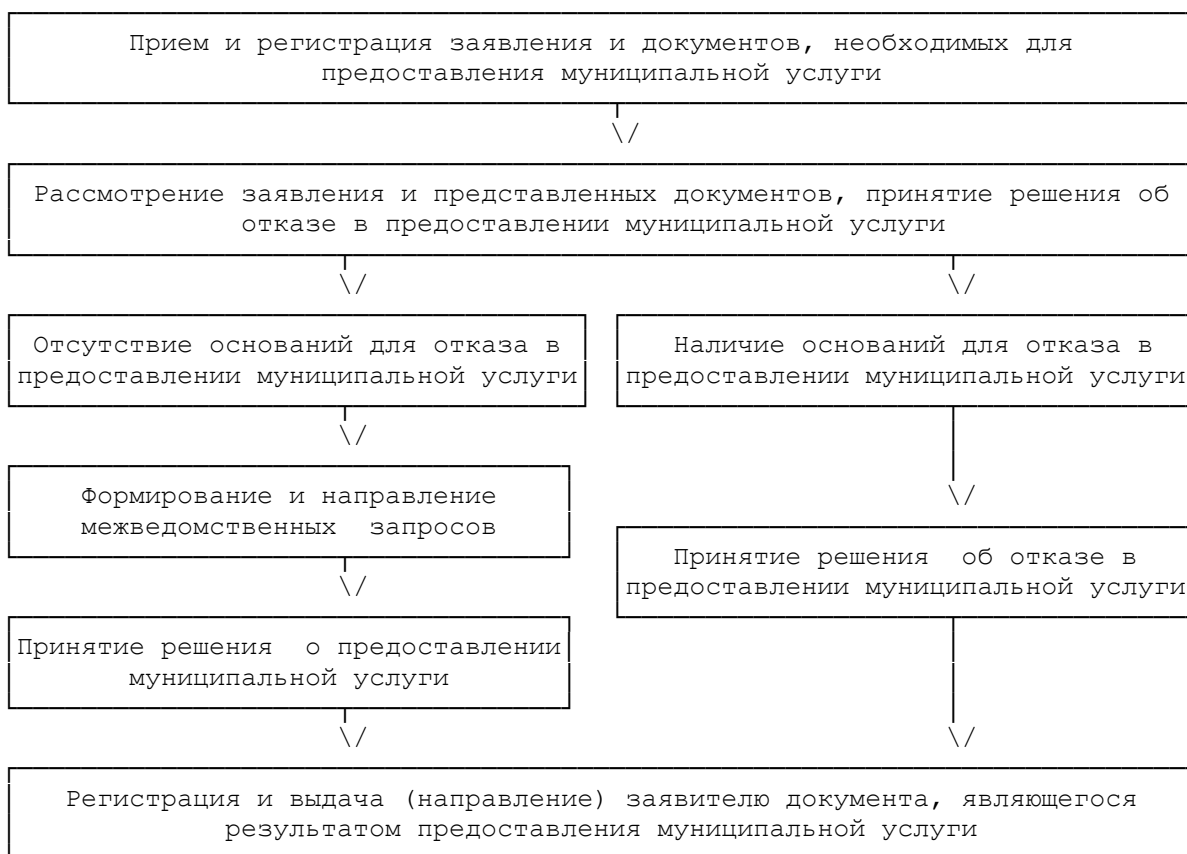 Прием и регистрация заявления и документов, необходимых для
предоставления муниципальной услуги
\/
Рассмотрение заявления и представленных документов, принятие решения об
отказе в предоставлении муниципальной услуги
\/
\/
Отсутствие оснований для отказа в
предоставлении муниципальной услуги
Наличие оснований для отказа в
предоставлении муниципальной услуги
\/
Формирование и направление
межведомственных запросов
\/
\/
Принятие решения об отказе в
предоставлении муниципальной услуги
Принятие решения о предоставлении
муниципальной услуги
\/
\/
Регистрация и выдача (направление) заявителю документа, являющегося
результатом предоставления муниципальной услуги